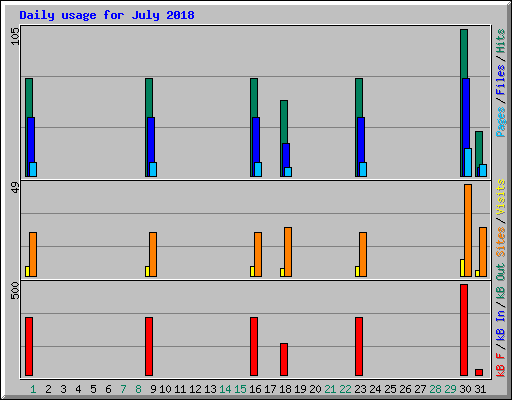 Daily usage for July 2018
105
49
500
Pages / Files / Hits
Sites / Visits
kB F / kB In / kB Out
1 2 3 4 5 6 7 8 9 10 11 12 13 14 15 16 17 18 19 20 21 22 23 24 25 26 27 28 29 30 31